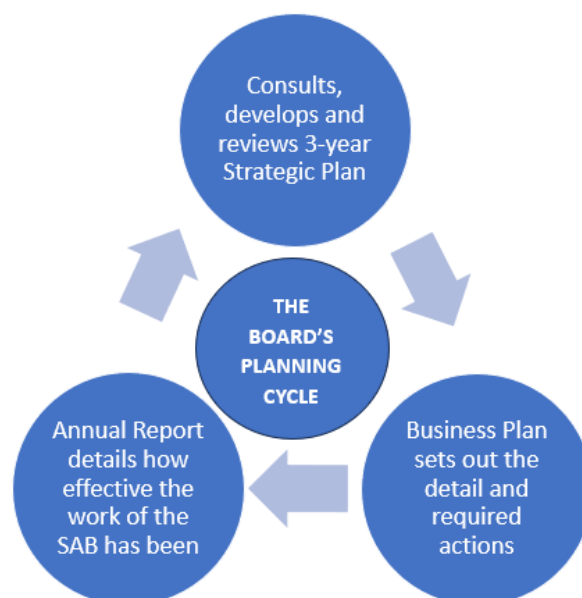 Consults,
develops and
reviews 3-year
Strategic Plan
THE
BOARD'S
PLANNING
CYCLE
Annual Report
details how
effective the
work of the
SAB has been
Business Plan
sets out the
detail and
required
actions